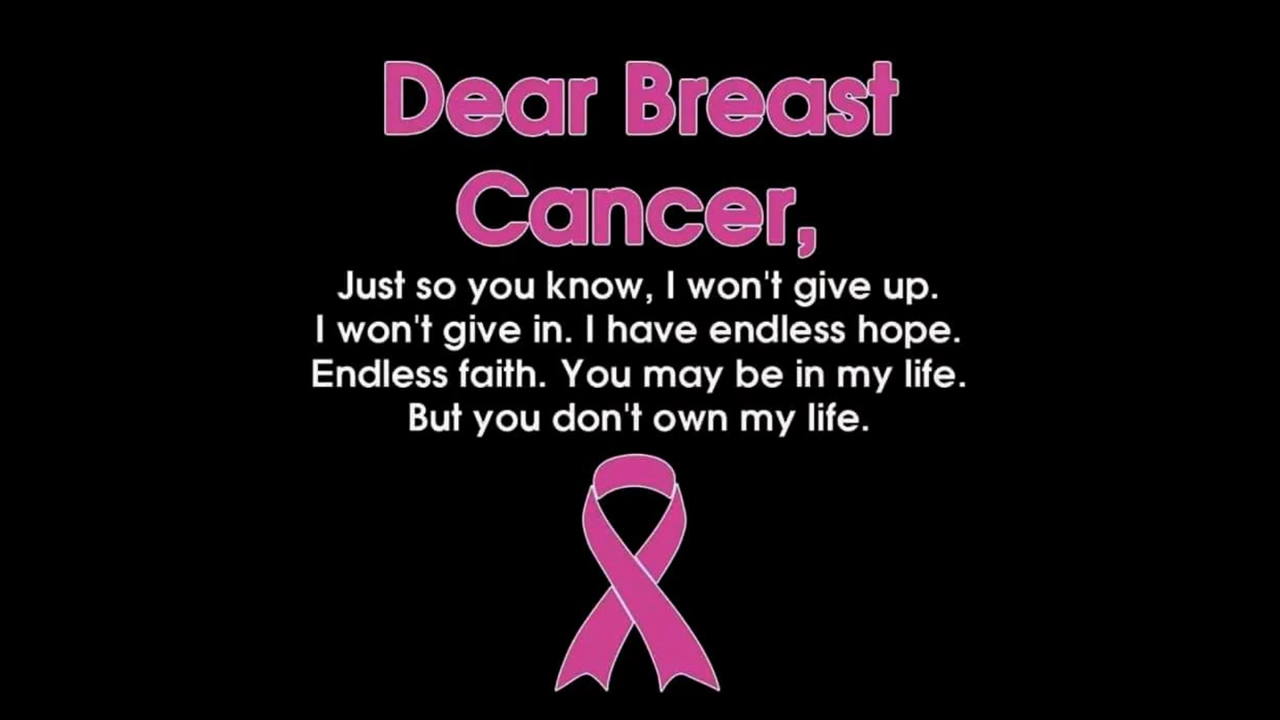 Dear Breast
Cancer,
Just so you know, I won't give up.
I won't give in. I have endless hope.
Endless faith. You may be in my life.
But you don't own my life.